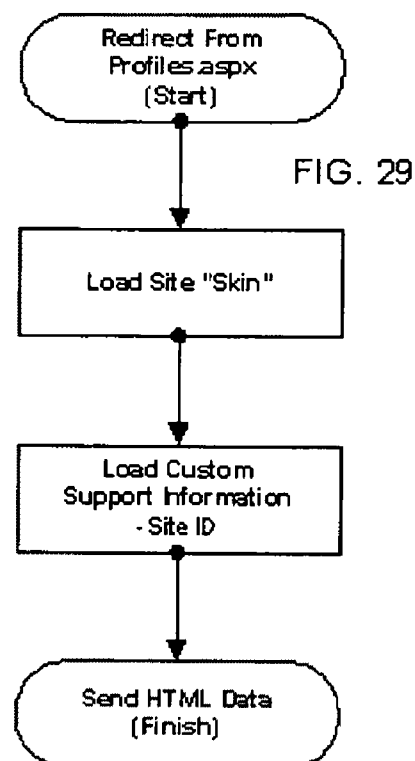 Redirect From
Profiles.aspx
(Start)
FIG. 29
Load Site "Skin"
Load Custom
Support Information
- Site ID
Send HTML Data
(Finish)